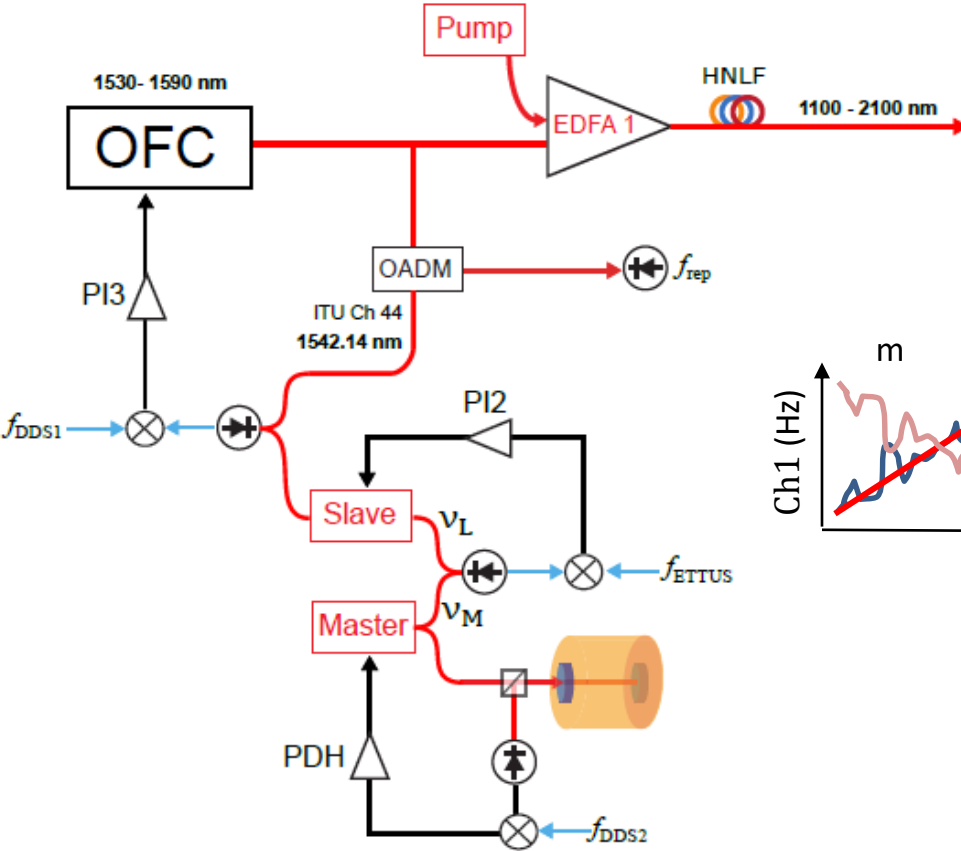 Pump
1530- 1590 nm
HNLF
OFC
EDFA 1
1100 - 2100 nm
OADM
f_rep
PI3
ITU Ch 44
1542.14 nm
m
PI2
f_DDS1
Ch1 (Hz)
Slave
ν_L
f_ETTUS
Master
ν_M
PDH
f_DDS2